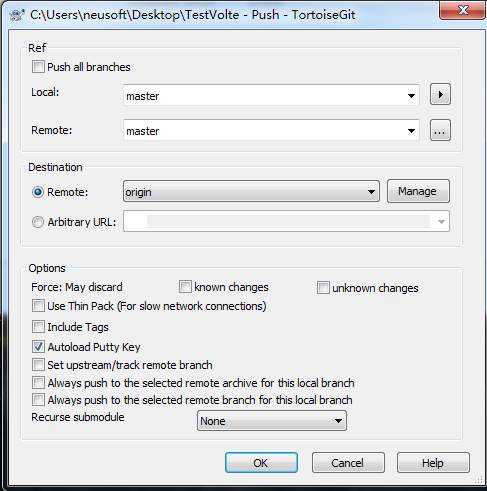 C:\Users\neusoft\Desktop\TestVolte - Push - TortoiseGit
Ref
Push all branches
Local:
master
Remote:
master
...
Destination
Remote:
origin
Manage
Arbitrary URL:
Options
Force: May discard
known changes
unknown changes
Use Thin Pack (For slow network connections)
Include Tags
Autoload Putty Key
Set upstream/track remote branch
Always push to the selected remote archive for this local branch
Always push to the selected remote branch for this local branch
Recurse submodule
None
OK
Cancel
Help